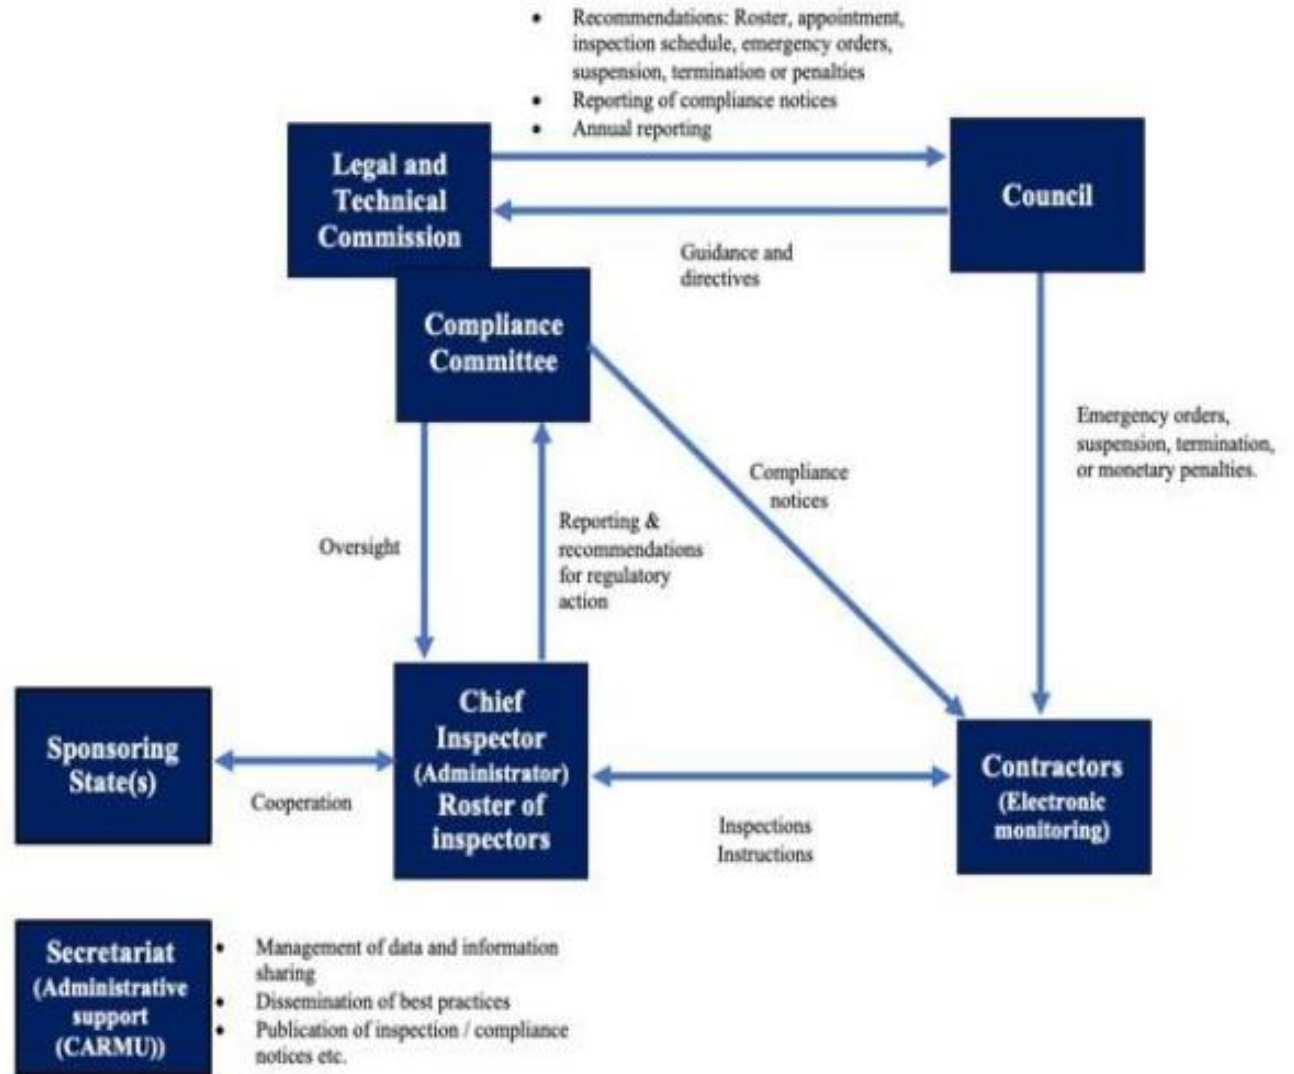 • Recommendations: Roster, appointment,
inspection schedule, emergency orders,
suspension, termination or penalties
• Reporting of compliance notices
• Annual reporting
Legal and
Technical
Commission
Council
Guidance and
directives
Compliance
Committee
Emergency orders,
suspension, termination,
or monetary penalties.
Compliance
notices
Oversight
Reporting &
recommendations
for regulatory
action
Sponsoring
State(s)
Cooperation
Chief
Inspector
(Administrator)
Roster of
inspectors
Inspections
Instructions
Contractors
(Electronic
monitoring)
Secretariat
(Administrative
support
(CARMU))
• Management of data and information
sharing
• Dissemination of best practices
• Publication of inspection / compliance
notices etc.